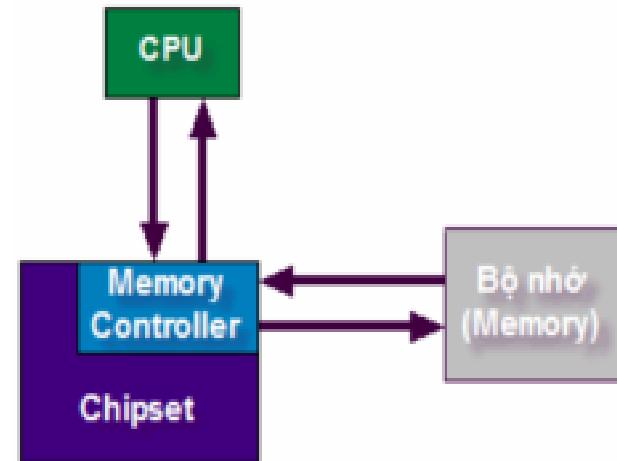 CPU
Memory
Controller
Chipset
Bộ nhớ
(Memory)